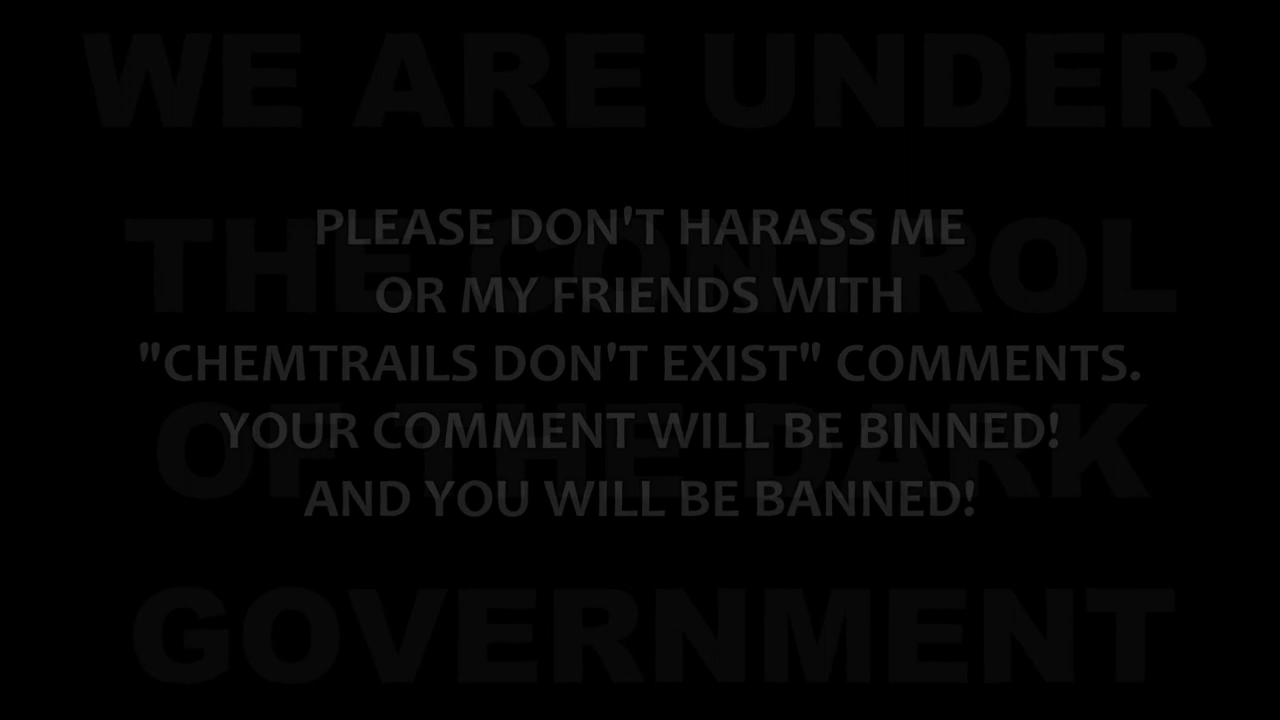 WE ARE UNDER
THE CONTROL
OF THE DARK
GOVERNMENT
PLEASE DON'T HARASS ME
OR MY FRIENDS WITH
"CHEMTRAILS DON'T EXIST" COMMENTS.
YOUR COMMENT WILL BE BINNED!
AND YOU WILL BE BANNED!